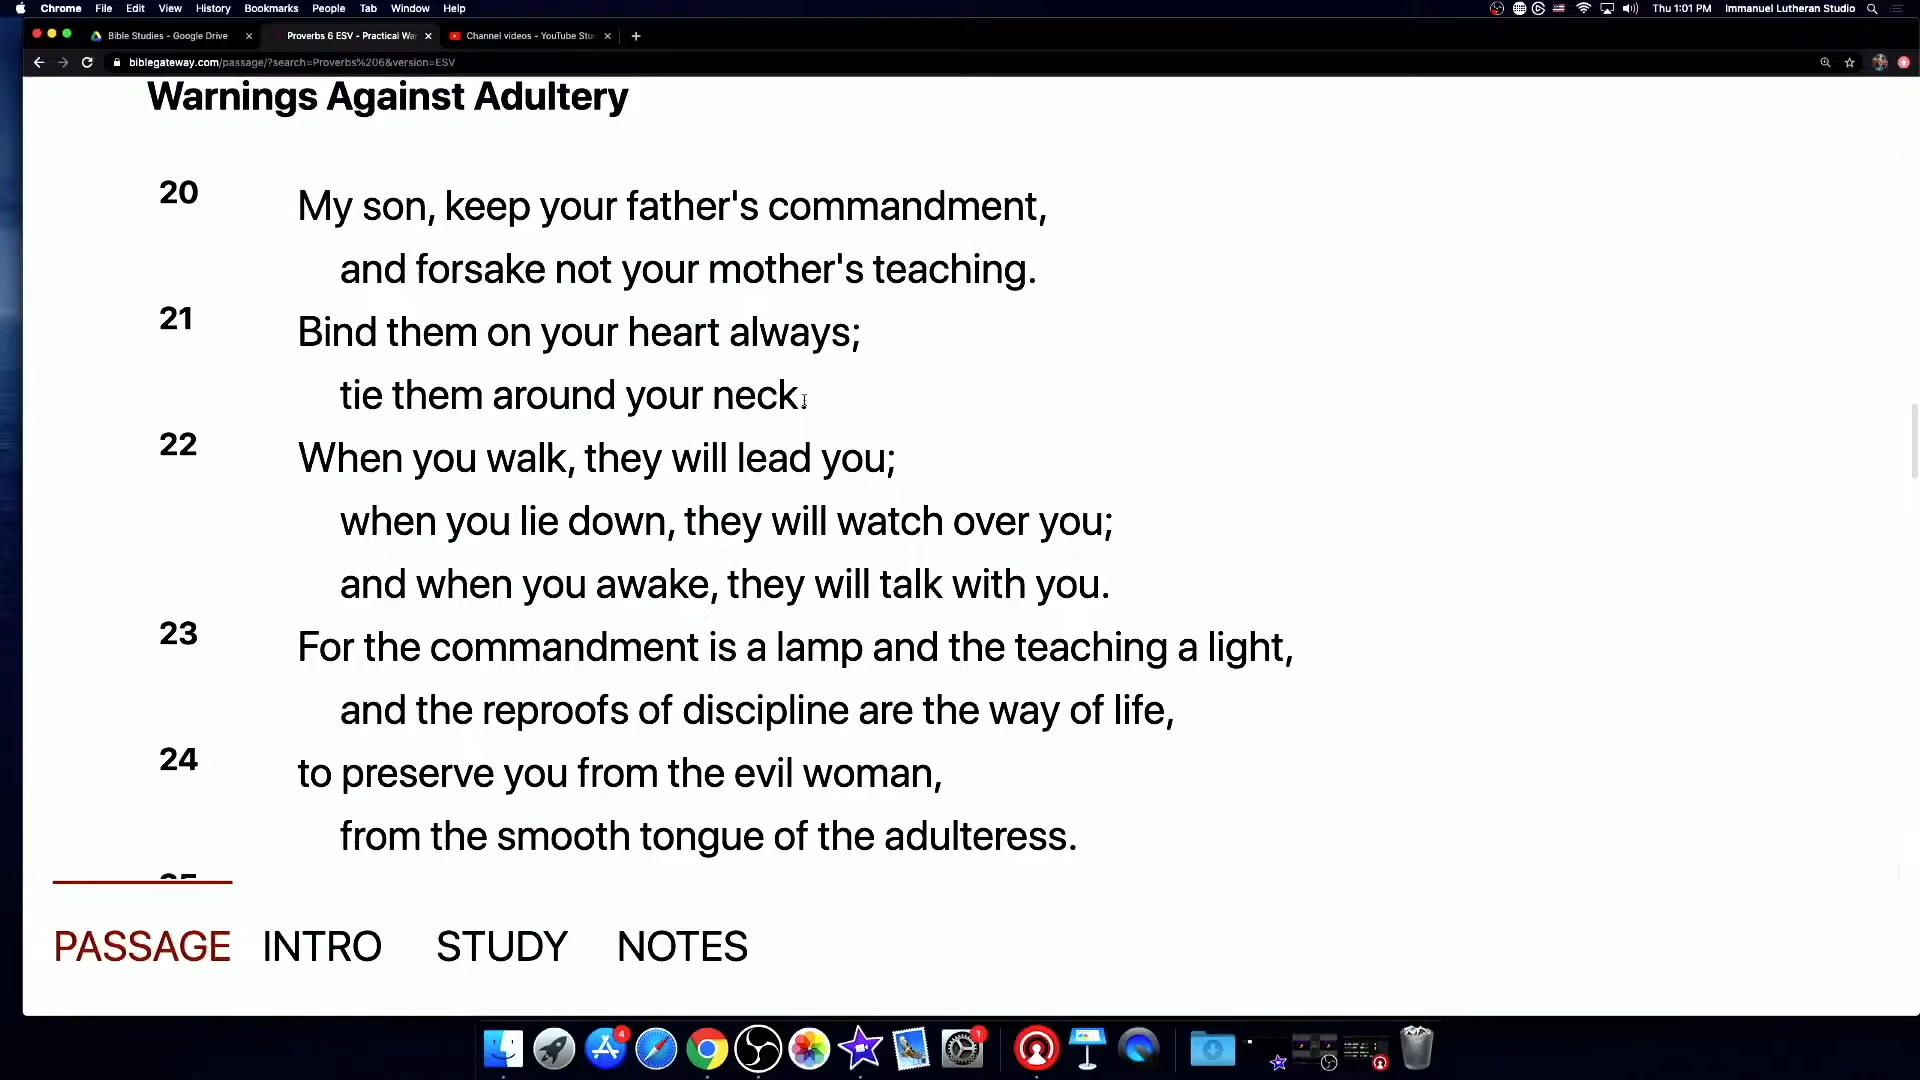 Chrome File Edit View History Bookmarks People Tab Window Help Thu 1:01 PM Immanuel Lutheran Studio
Bible Studies - Google Drive Proverbs 6 ESV - Practical Wa Channel videos - YouTube Stu
biblegateway.com/passage/?search=Proverbs%206&version=ESV
Warnings Against Adultery
20 My son, keep your father's commandment,
and forsake not your mother's teaching.
21 Bind them on your heart always;
tie them around your neck.
22 When you walk, they will lead you;
when you lie down, they will watch over you;
and when you awake, they will talk with you.
23 For the commandment is a lamp and the teaching a light,
and the reproofs of discipline are the way of life,
24 to preserve you from the evil woman,
from the smooth tongue of the adulteress.
PASSAGE INTRO STUDY NOTES
4 1